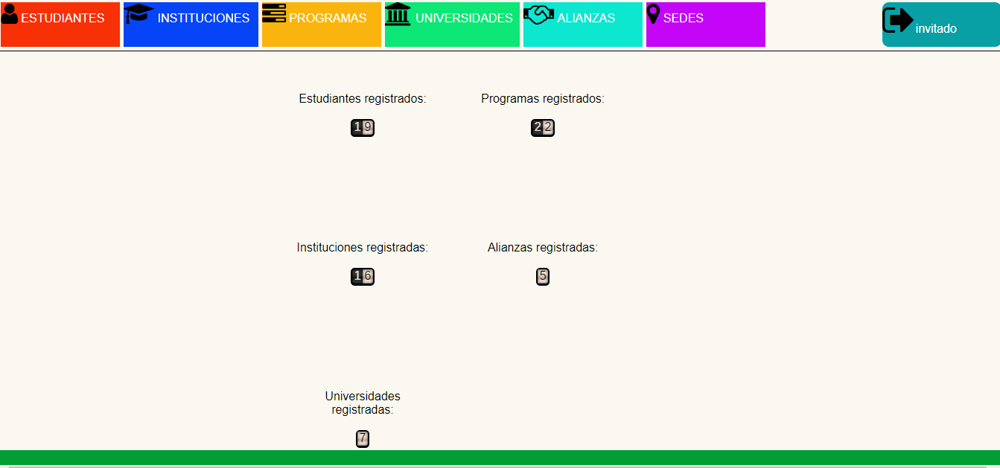 ESTUDIANTES INSTITUCIONES PROGRAMAS UNIVERSIDADES ALIANZAS SEDES invitado
Estudiantes registrados: Programas registrados:
19 22
Instituciones registradas: Alianzas registradas:
16 5
Universidades
registradas:
7